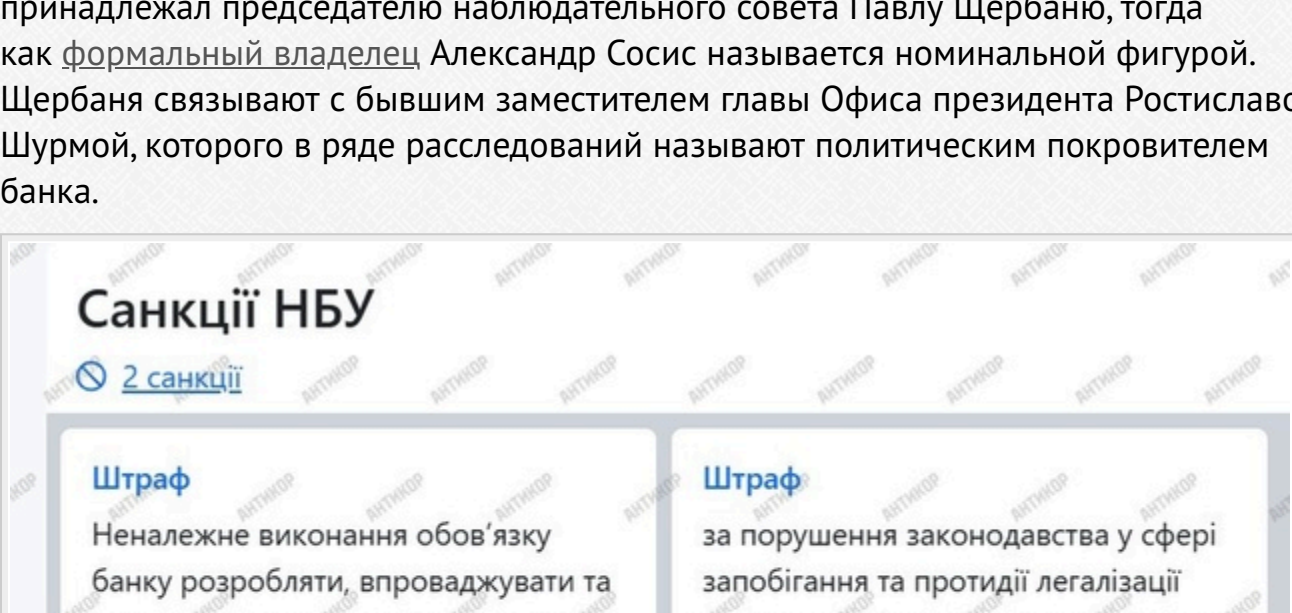 принадлежал председателю наблюдательного совета Павлу Щербаню, тогда
как формальный владелец Александр Сосис называется номинальной фигурой.
Щербаня связывают с бывшим заместителем главы Офиса президента Ростиславо
Шурмой, которого в ряде расследований называют политическим покровителем
банка.
Санкції НБУ
2 санкції
Штраф
Неналежне виконання обов’язку
банку розробляти, впроваджувати та
Штраф
за порушення законодавства у сфері
запобігання та протидії легалізації
АНТИКОР